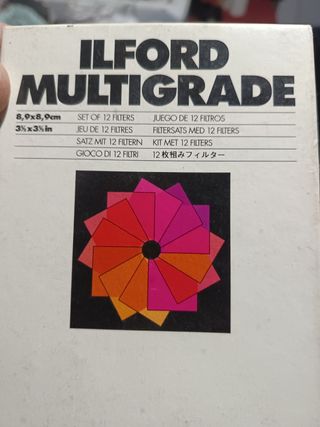 ILFORD
MULTIGRADE
8,9x8,9cm SET OF 12 FILTERS JUEGO DE 12 FILTROS
3½x3½in JEU DE 12 FILTRES FILTERSATS MED 12 FILTERS
SATZ MIT 12 FILTERN KIT MET 12 FILTERS
GIOCO DI 12 FILTRI 12枚組みフィルター